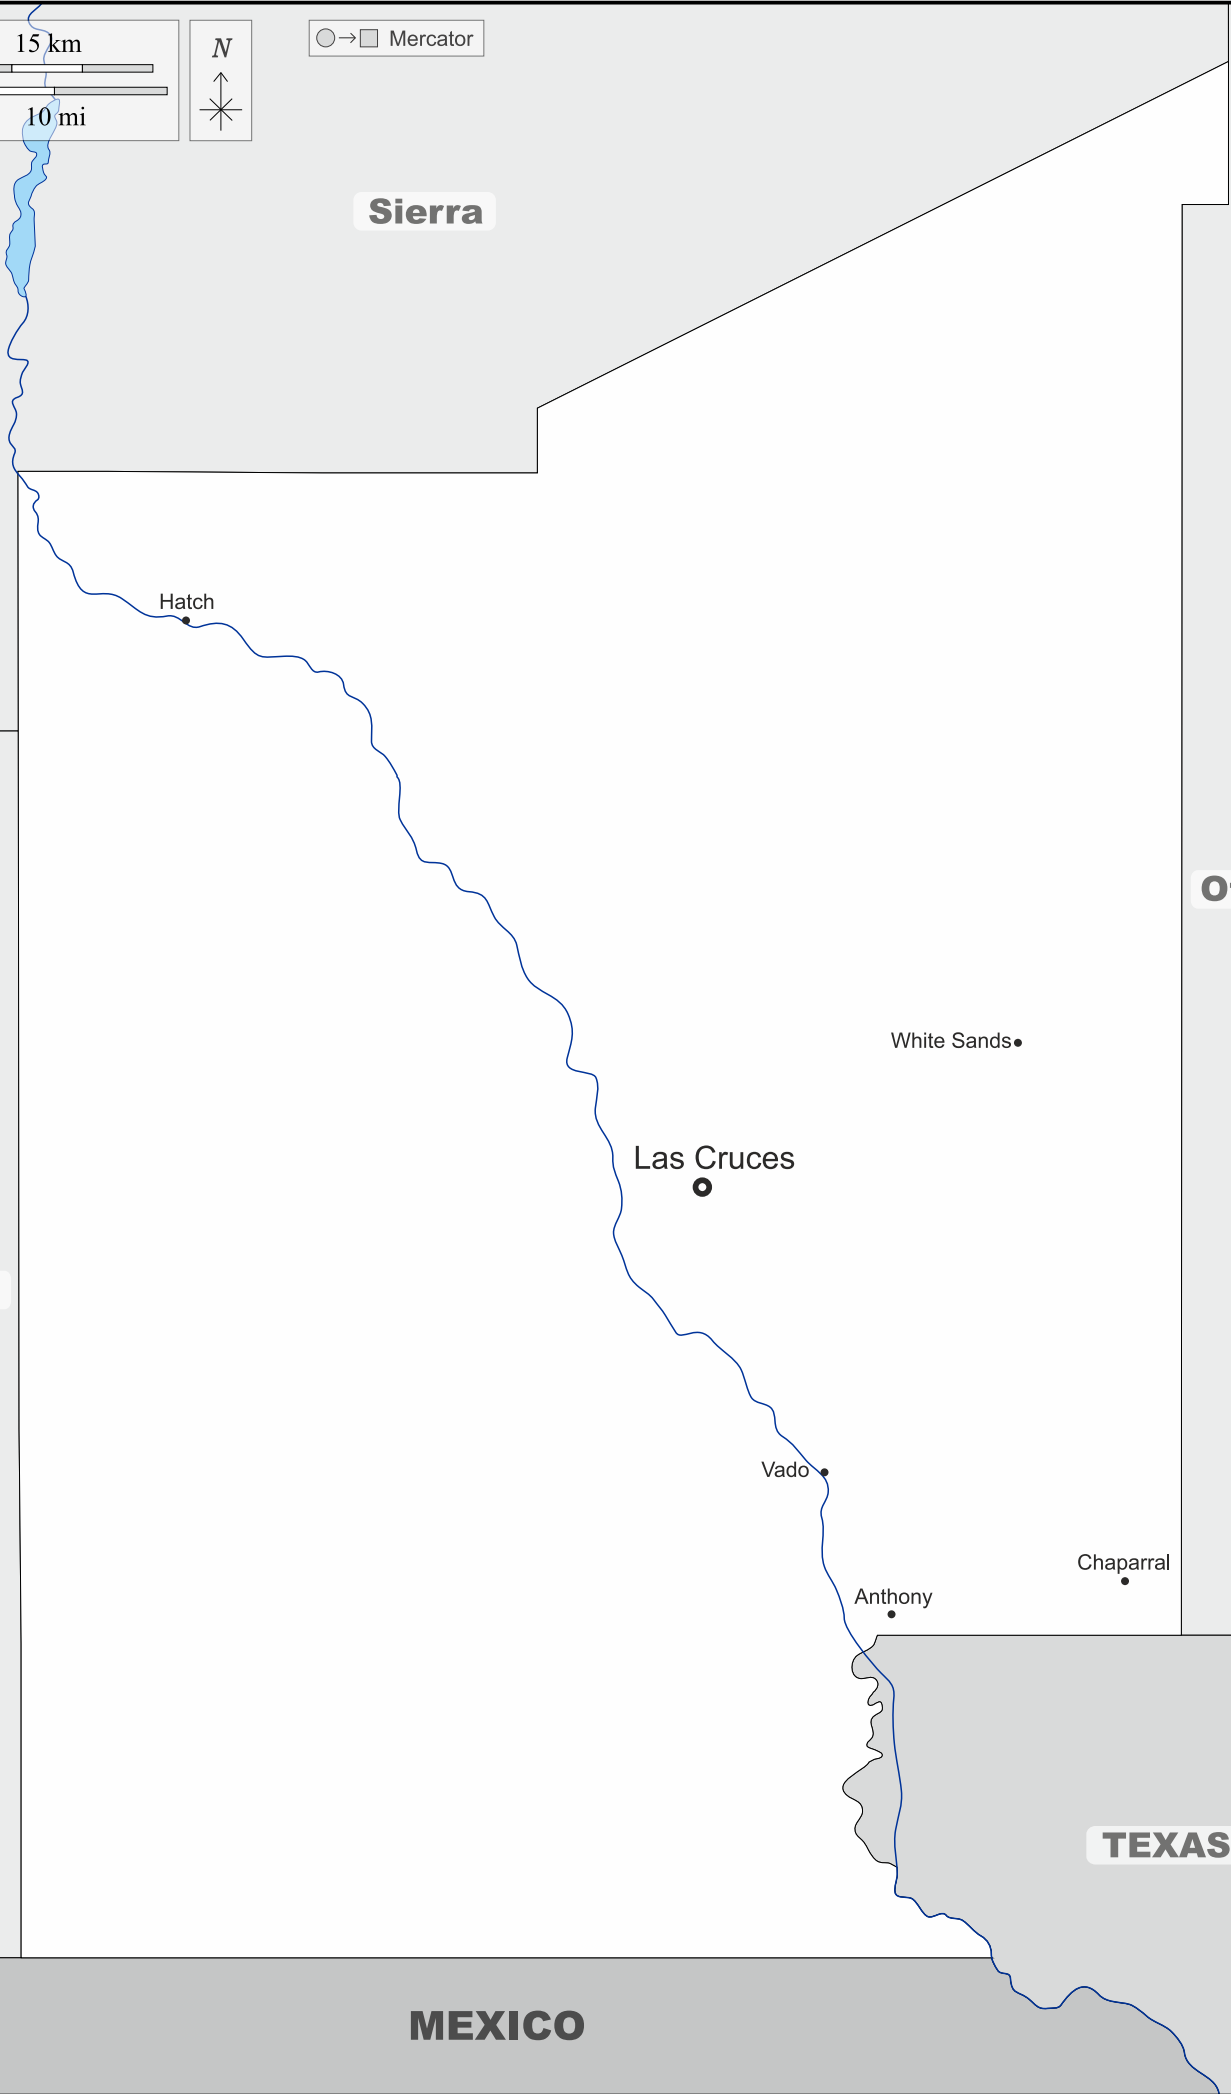 15 km
10 mi
N
Mercator
Sierra
Hatch
White Sands
Las Cruces
Vado
Chaparral
Anthony
TEXAS
MEXICO